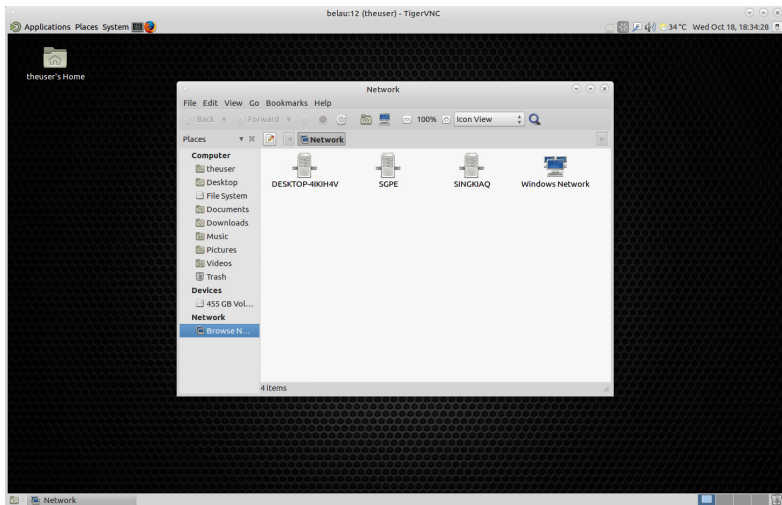 belau:12 (theuser) - TigerVNC
Applications Places System 34 °C Wed Oct 18, 18:34:28
theuser's Home
Network
File Edit View Go Bookmarks Help
Back Forward 100% Icon View
Places Network
Computer
theuser
Desktop
File System
Documents
Downloads
Music
Pictures
Videos
Trash
Devices
455 GB Vol...
Network
Browse N...
DESKTOP-4IKIH4V SGPE SINGKIAQ Windows Network
4 items
Network